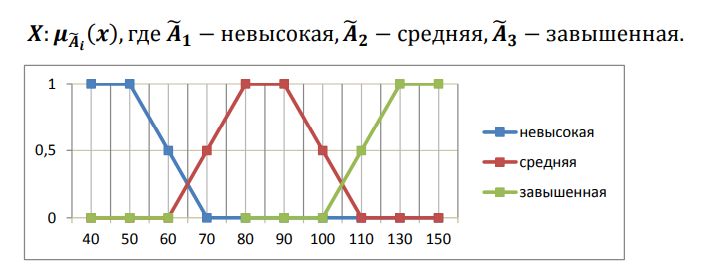 X: μ_Ã₁(x), где Ã₁ − невысокая, Ã₂ − средняя, Ã₃ − завышенная.
1
0,5
0
40 50 60 70 80 90 100 110 130 150
невысокая
средняя
завышенная